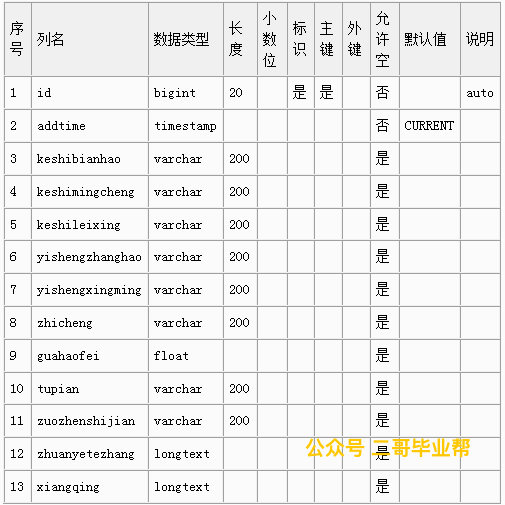 序号 列名 数据类型 长度 小数位 标识 主键 外键 允许空 默认值 说明
1 id bigint 20 是 是 否 auto
2 addtime timestamp 否 CURRENT
3 keshibianhao varchar 200 是
4 keshimingcheng varchar 200 是
5 keshileixing varchar 200 是
6 yishengzhanghao varchar 200 是
7 yishengxingming varchar 200 是
8 zhicheng varchar 200 是
9 guahaofei float 是
10 tupian varchar 200 是
11 zuozhenshijian varchar 200 是
公众号 二哥毕业帮
12 zhuanyetezhang longtext 是
13 xiangqing longtext 是